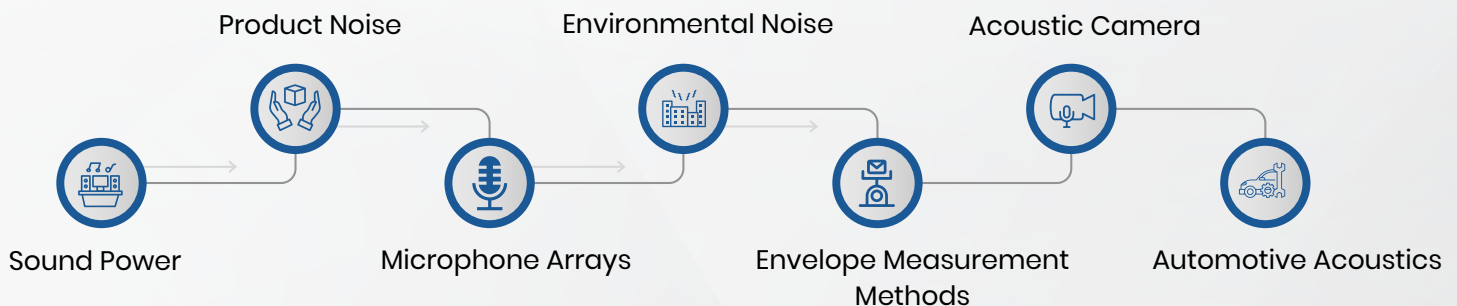 Product Noise
Environmental Noise
Acoustic Camera
Sound Power
Microphone Arrays
Envelope Measurement
Methods
Automotive Acoustics